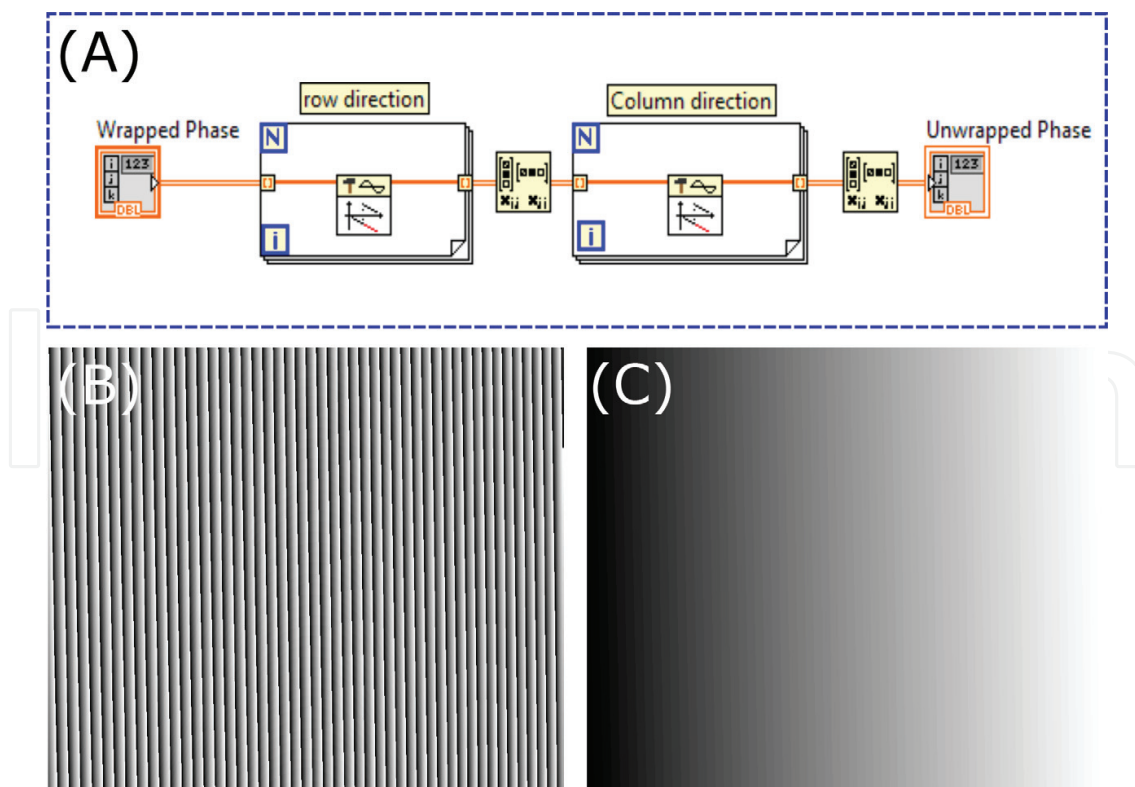 (A)
row direction
Column direction
Wrapped Phase
Unwrapped Phase
N
N
i
j
k
123
DBL
i
i
i
j
k
123
DBL
(B)
(C)